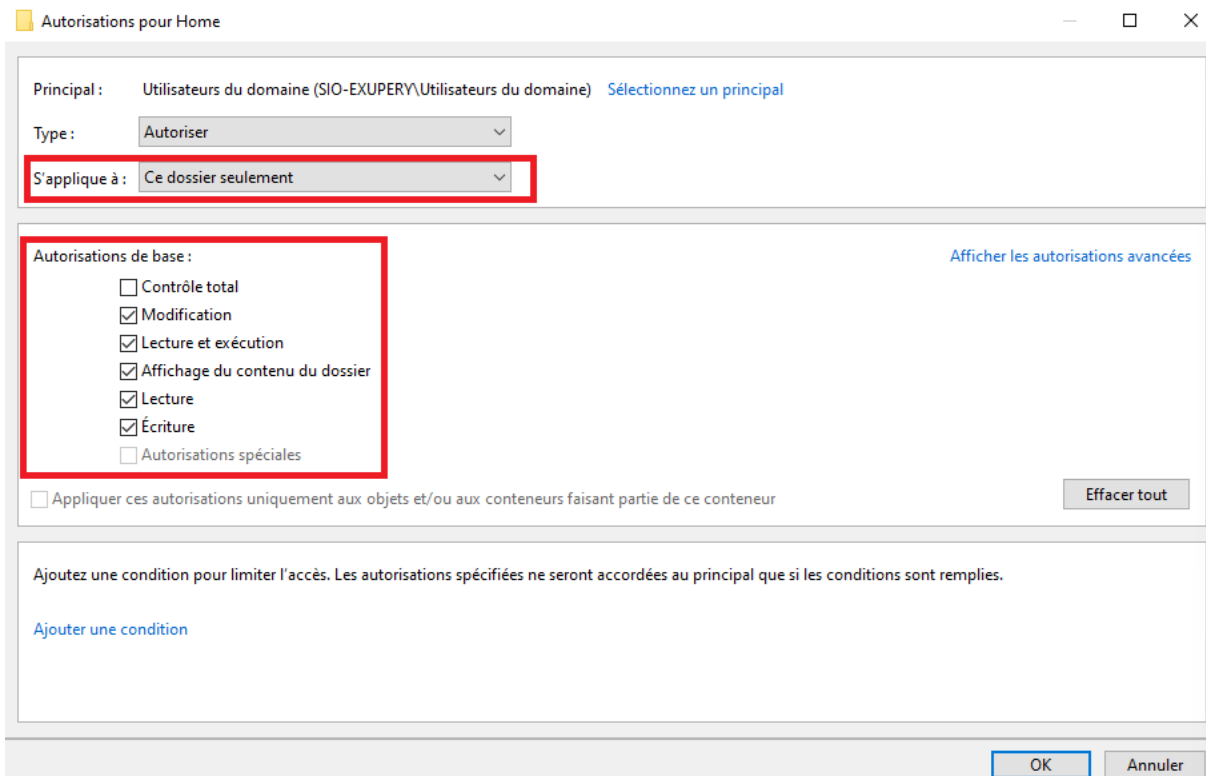 Autorisations pour Home
Principal : Utilisateurs du domaine (SIO-EXUPERY\Utilisateurs du domaine) Sélectionnez un principal
Type : Autoriser
S'applique à : Ce dossier seulement
Autorisations de base : Afficher les autorisations avancées
Contrôle total
Modification
Lecture et exécution
Affichage du contenu du dossier
Lecture
Écriture
Autorisations spéciales
Appliquer ces autorisations uniquement aux objets et/ou aux conteneurs faisant partie de ce conteneur Effacer tout
Ajoutez une condition pour limiter l'accès. Les autorisations spécifiées ne seront accordées au principal que si les conditions sont remplies.
Ajouter une condition
OK Annuler